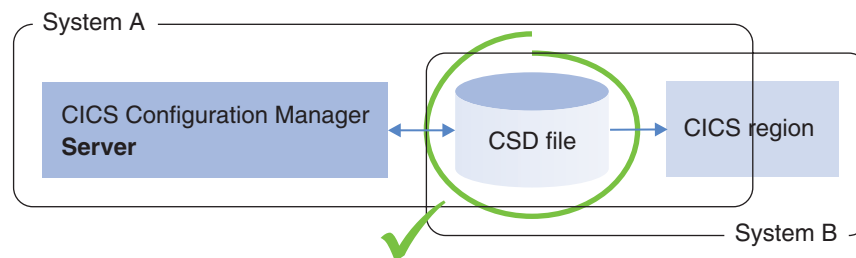 System A
CICS Configuration Manager
Server
CSD file
CICS region
System B